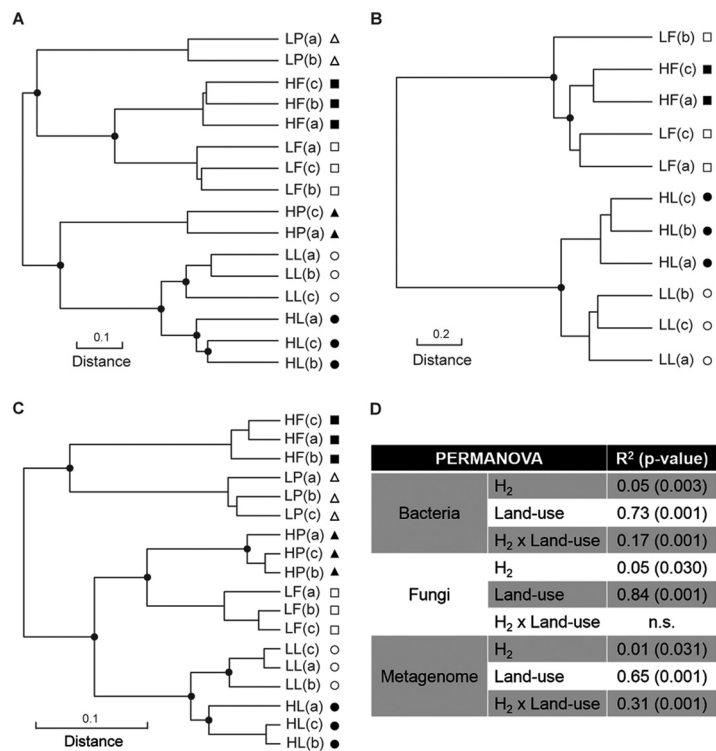 A
LP(a)
LP(b)
HF(c)
HF(b)
HF(a)
LF(a)
LF(c)
LF(b)
HP(c)
HP(a)
LL(a)
LL(b)
LL(c)
HL(a)
HL(c)
HL(b)
0.1
Distance
B
LF(b)
HF(c)
HF(a)
LF(c)
LF(a)
HL(c)
HL(b)
HL(a)
LL(b)
LL(c)
LL(a)
0.2
Distance
C
HF(c)
HF(a)
HF(b)
LP(a)
LP(b)
LP(c)
HP(a)
HP(c)
HP(b)
LF(a)
LF(b)
LF(c)
LL(c)
LL(a)
LL(b)
HL(a)
HL(c)
HL(b)
0.1
Distance
D
PERMANOVA R² (p-value)
Bacteria H₂ 0.05 (0.003)
Land-use 0.73 (0.001)
H₂ x Land-use 0.17 (0.001)
Fungi H₂ 0.05 (0.030)
Land-use 0.84 (0.001)
H₂ x Land-use n.s.
Metagenome H₂ 0.01 (0.031)
Land-use 0.65 (0.001)
H₂ x Land-use 0.31 (0.001)